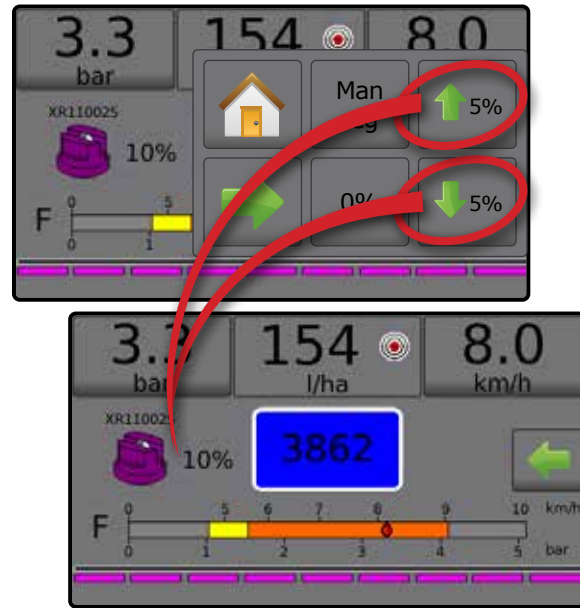 3.3 154 8.0
bar
Man
5%
XR110025
10%
0% 5%
F
0 5
0 1
3.3 154 8.0
bar l/ha km/h
XR110025
10% 3862
F
0 5 6 7 8 9 10 km/h
0 1 2 3 4 5 bar